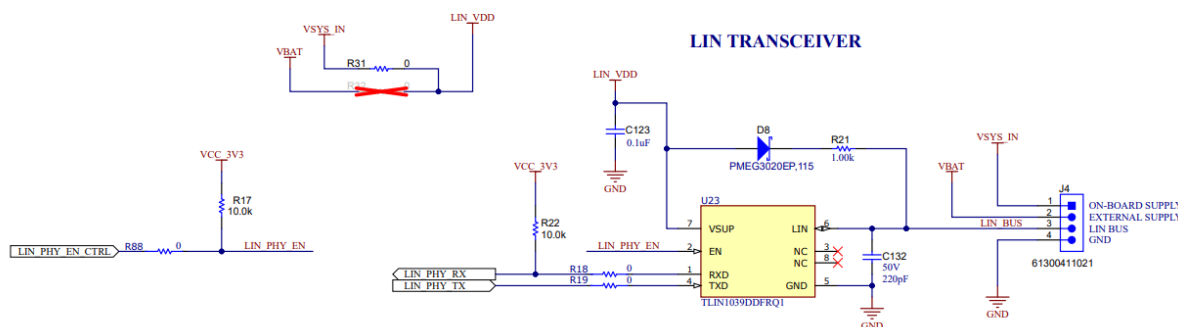 LIN TRANSCEIVER
VSYS_IN
LIN_VDD
VBAT
R31
0
LIN_VDD
C123
0.1uF
GND
D8
PMEG3020EP,115
R21
1.00k
VSYS_IN
VBAT
J4
1
ON-BOARD SUPPLY
2
EXTERNAL SUPPLY
LIN_BUS
3
LIN BUS
4
GND
61300411021
GND
VCC_3V3
R17
10.0k
LIN_PHY_EN_CTRL
R88
0
LIN_PHY_EN
VCC_3V3
R22
10.0k
LIN_PHY_EN
LIN_PHY_RX
R18
0
LIN_PHY_TX
R19
0
U23
7
VSUP
LIN
6
2
EN
NC
3
NC
8
1
RXD
4
TXD
GND
5
TLIN1039DDFRQ1
C132
50V
220pF
GND